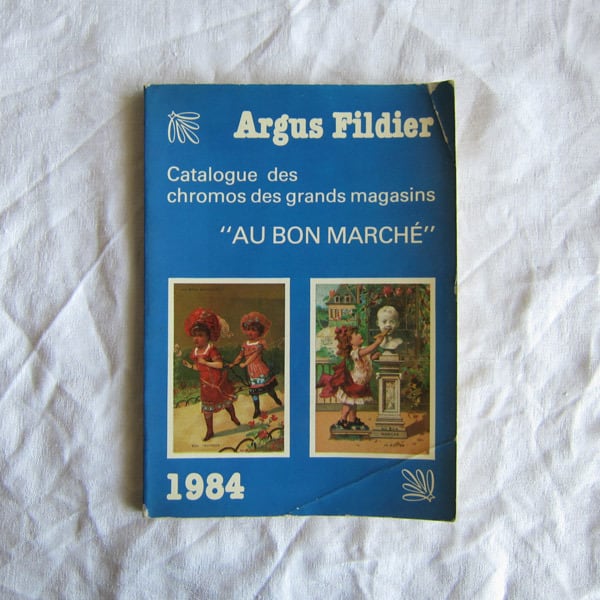 Argus Fildier
Catalogue des
chromos des grands magasins
"AU BON MARCHÉ"
1984